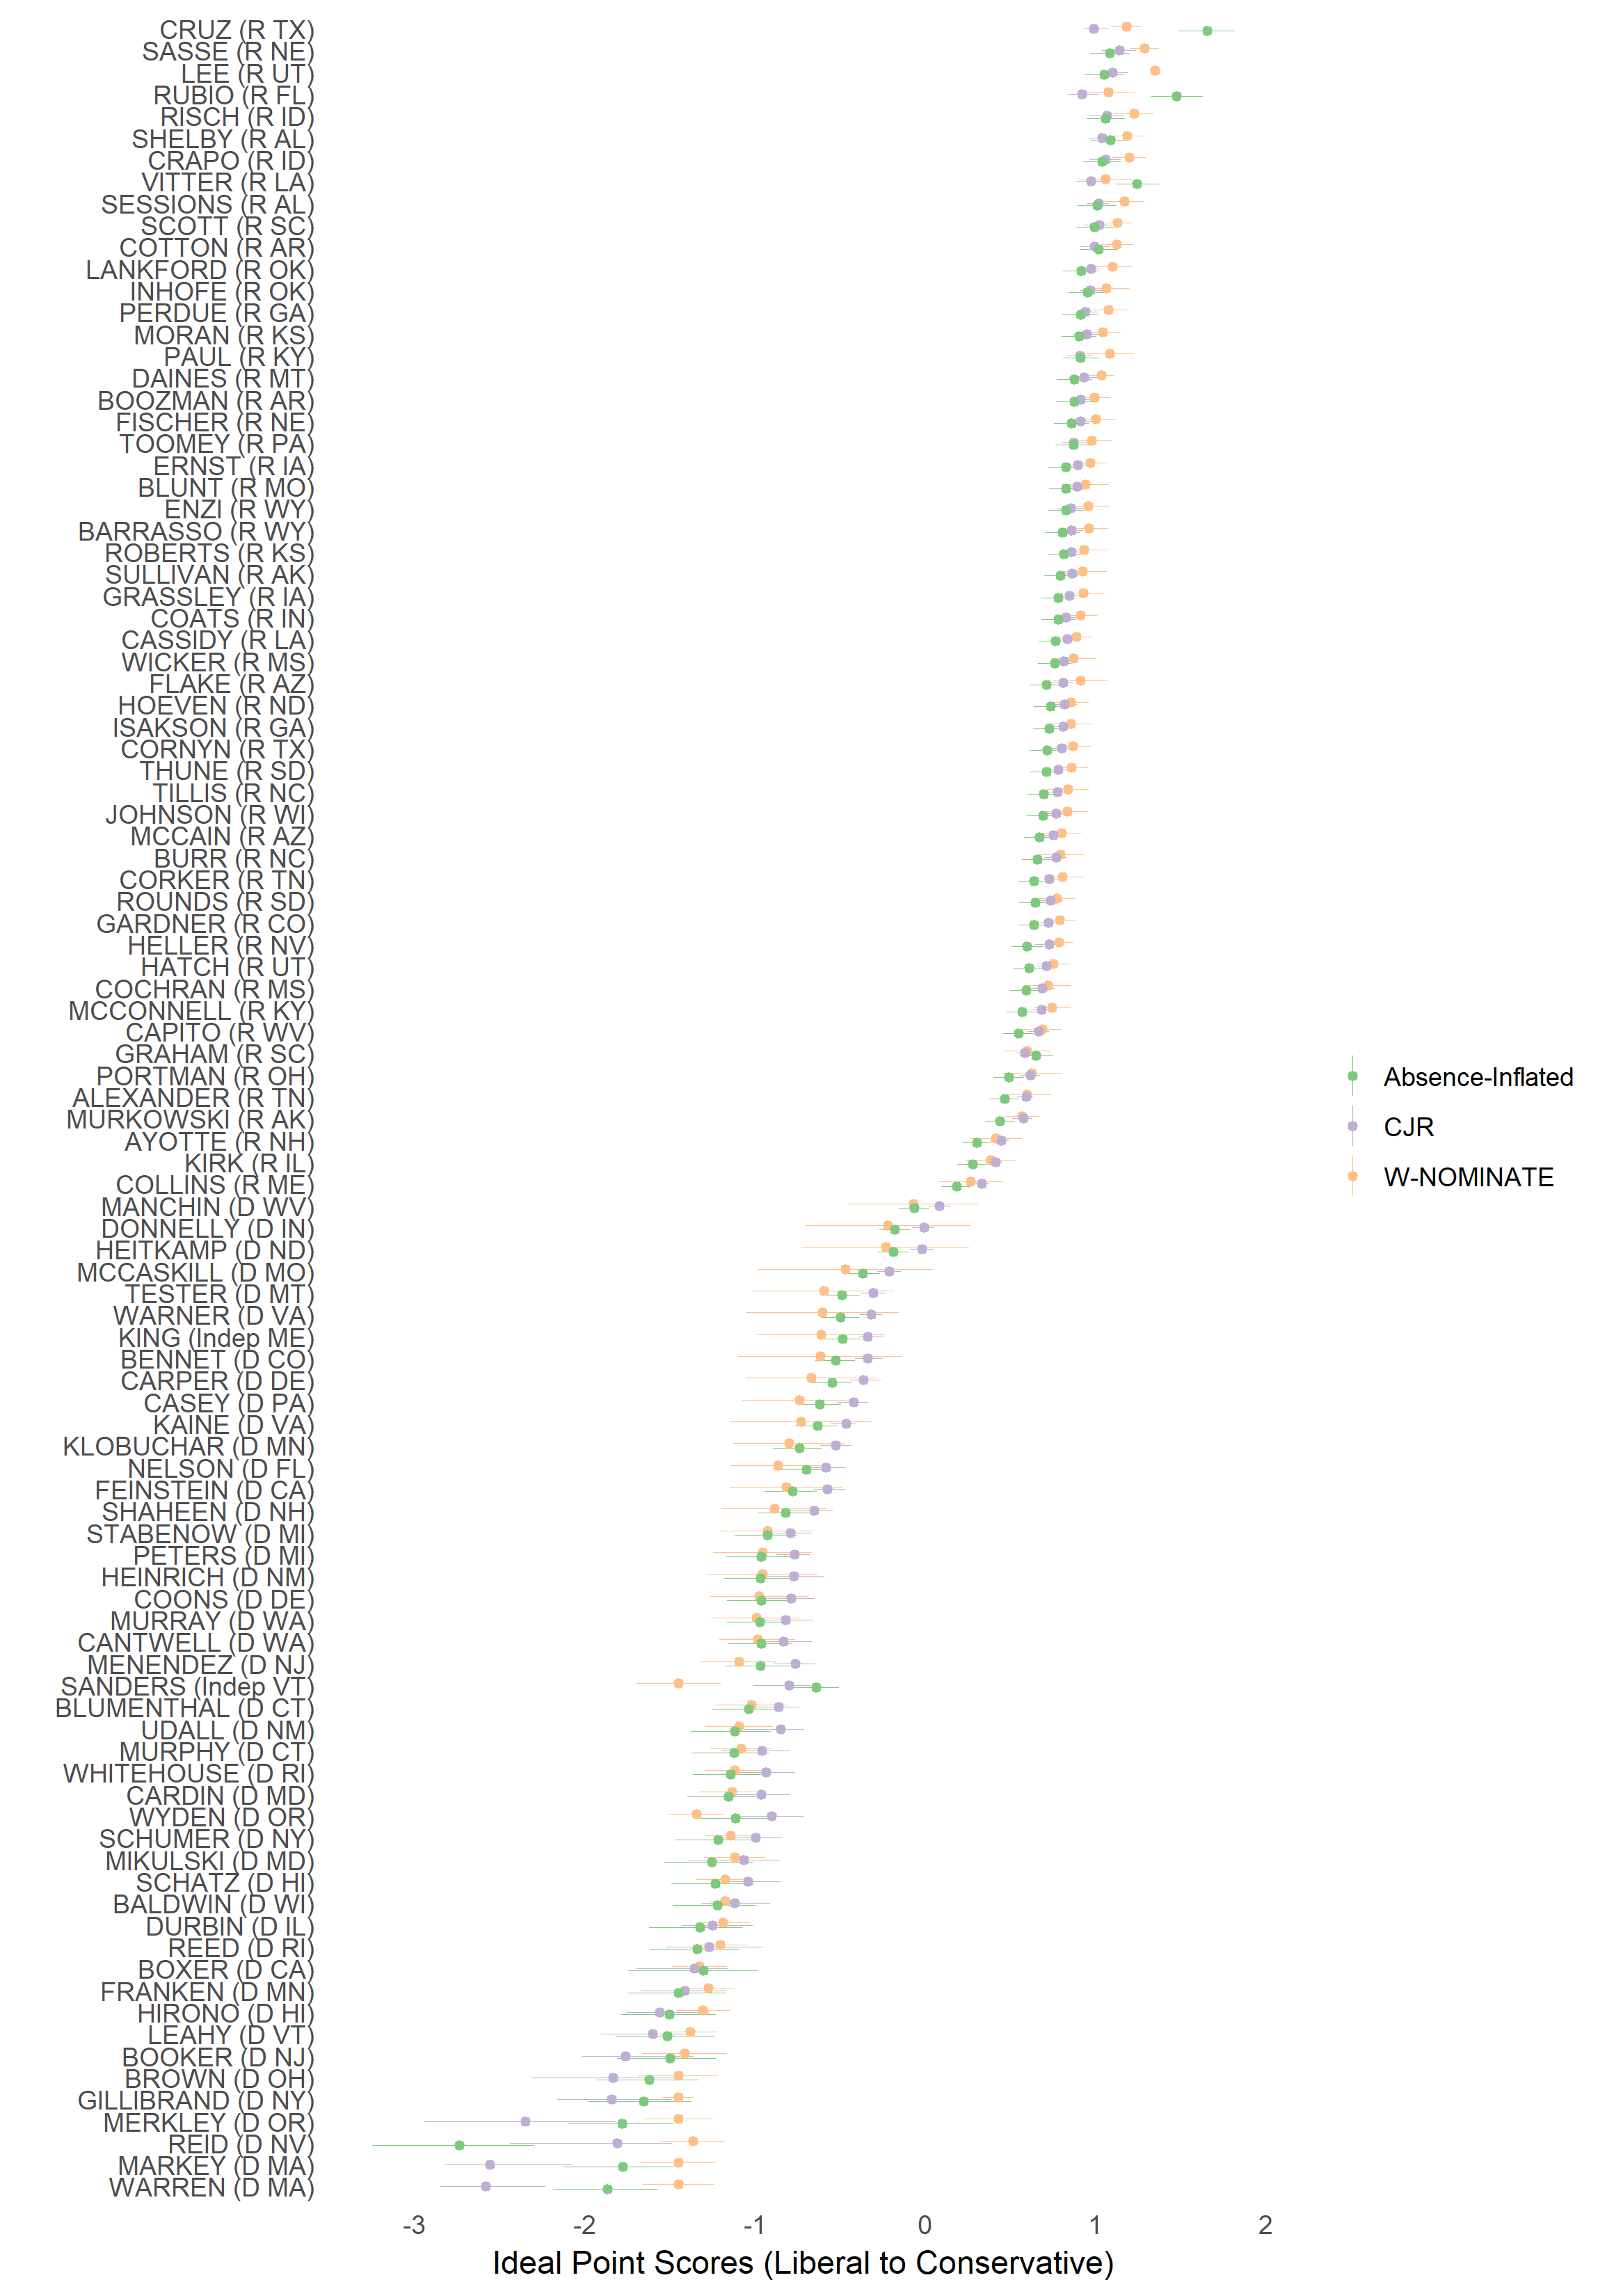 CRUZ (R TX)
SASSE (R NE)
LEE (R UT)
RUBIO (R FL)
RISCH (R ID)
SHELBY (R AL)
CRAPO (R ID)
VITTER (R LA)
SESSIONS (R AL)
SCOTT (R SC)
COTTON (R AR)
LANKFORD (R OK)
INHOFE (R OK)
PERDUE (R GA)
MORAN (R KS)
PAUL (R KY)
DAINES (R MT)
BOOZMAN (R AR)
FISCHER (R NE)
TOOMEY (R PA)
ERNST (R IA)
BLUNT (R MO)
ENZI (R WY)
BARRASSO (R WY)
ROBERTS (R KS)
SULLIVAN (R AK)
GRASSLEY (R IA)
COATS (R IN)
CASSIDY (R LA)
WICKER (R MS)
FLAKE (R AZ)
HOEVEN (R ND)
ISAKSON (R GA)
CORNYN (R TX)
THUNE (R SD)
TILLIS (R NC)
JOHNSON (R WI)
MCCAIN (R AZ)
BURR (R NC)
CORKER (R TN)
ROUNDS (R SD)
GARDNER (R CO)
HELLER (R NV)
HATCH (R UT)
COCHRAN (R MS)
MCCONNELL (R KY)
CAPITO (R WV)
GRAHAM (R SC)
PORTMAN (R OH)
ALEXANDER (R TN)
MURKOWSKI (R AK)
AYOTTE (R NH)
KIRK (R IL)
COLLINS (R ME)
MANCHIN (D WV)
DONNELLY (D IN)
HEITKAMP (D ND)
MCCASKILL (D MO)
TESTER (D MT)
WARNER (D VA)
KING (Indep ME)
BENNET (D CO)
CARPER (D DE)
CASEY (D PA)
KAINE (D VA)
KLOBUCHAR (D MN)
NELSON (D FL)
FEINSTEIN (D CA)
SHAHEEN (D NH)
STABENOW (D MI)
PETERS (D MI)
HEINRICH (D NM)
COONS (D DE)
MURRAY (D WA)
CANTWELL (D WA)
MENENDEZ (D NJ)
SANDERS (Indep VT)
BLUMENTHAL (D CT)
UDALL (D NM)
MURPHY (D CT)
WHITEHOUSE (D RI)
CARDIN (D MD)
WYDEN (D OR)
SCHUMER (D NY)
MIKULSKI (D MD)
SCHATZ (D HI)
BALDWIN (D WI)
DURBIN (D IL)
REED (D RI)
BOXER (D CA)
FRANKEN (D MN)
HIRONO (D HI)
LEAHY (D VT)
BOOKER (D NJ)
BROWN (D OH)
GILLIBRAND (D NY)
MERKLEY (D OR)
REID (D NV)
MARKEY (D MA)
WARREN (D MA)
-3 -2 -1 0 1 2
Ideal Point Scores (Liberal to Conservative)
Absence-Inflated
CJR
W-NOMINATE